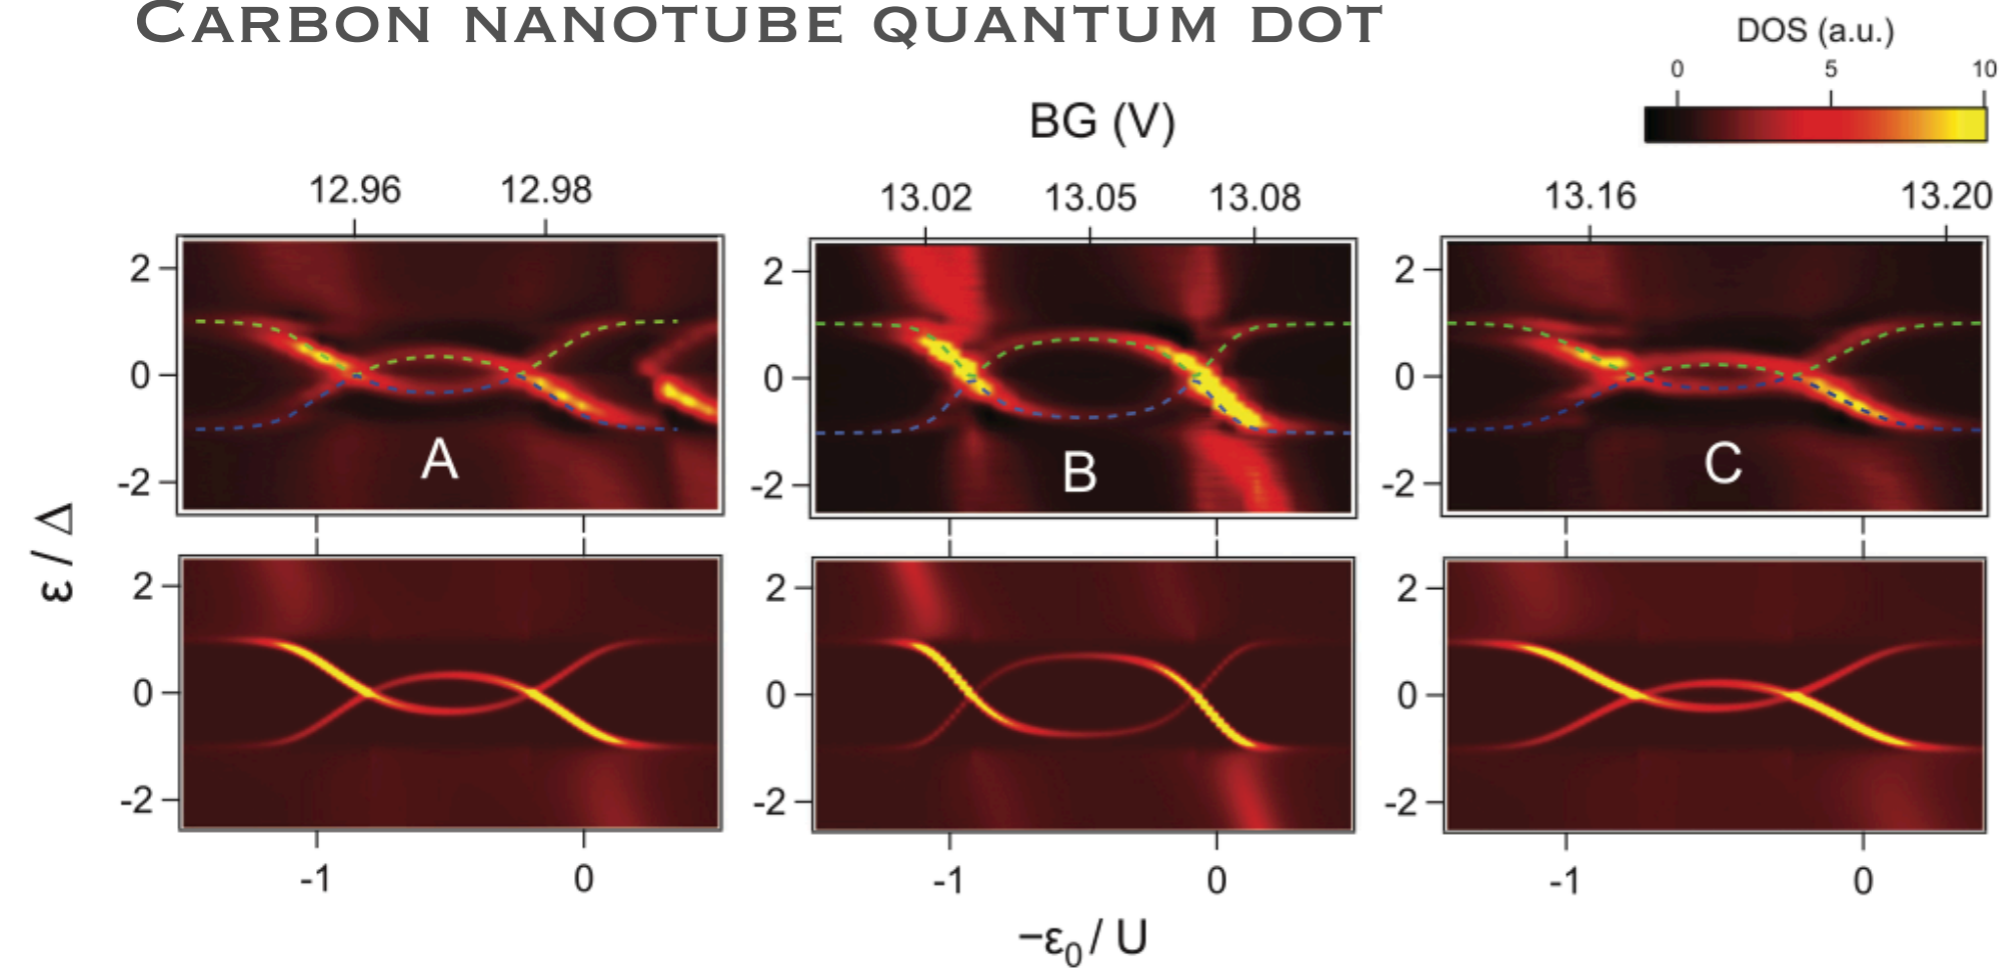 CARBON NANOTUBE QUANTUM DOT
DOS (a.u.)
0 5 10
BG (V)
12.96 12.98 13.02 13.05 13.08 13.16 13.20
2 2 2
0 0 0
A B C
-2 -2 -2
ε / Δ
2 2 2
0 0 0
-2 -2 -2
-1 0 -1 0 -1 0
−ε₀ / U